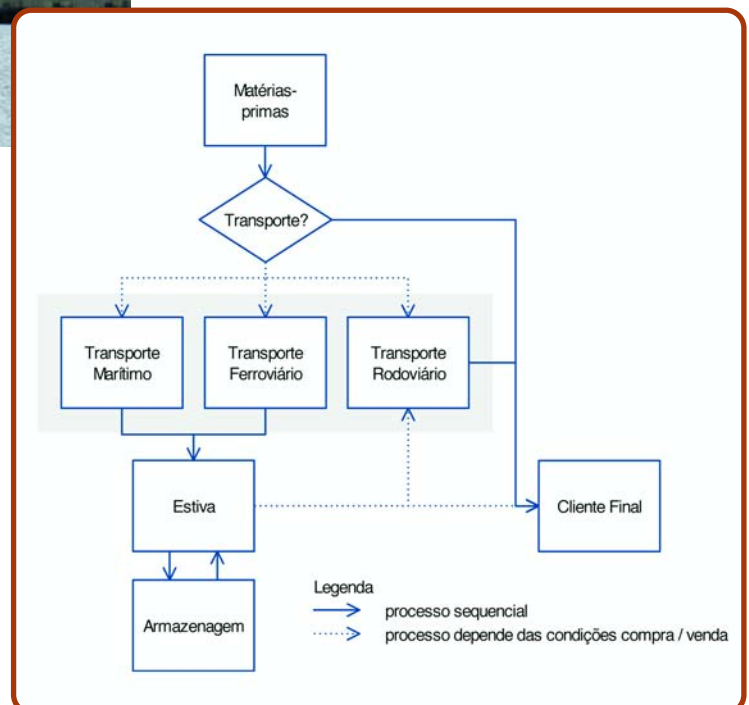 Matérias-
primas
Transporte?
Transporte
Marítimo
Transporte
Ferroviário
Transporte
Rodoviário
Estiva
Cliente Final
Armazenagem
Legenda
processo sequencial
processo depende das condições compra / venda